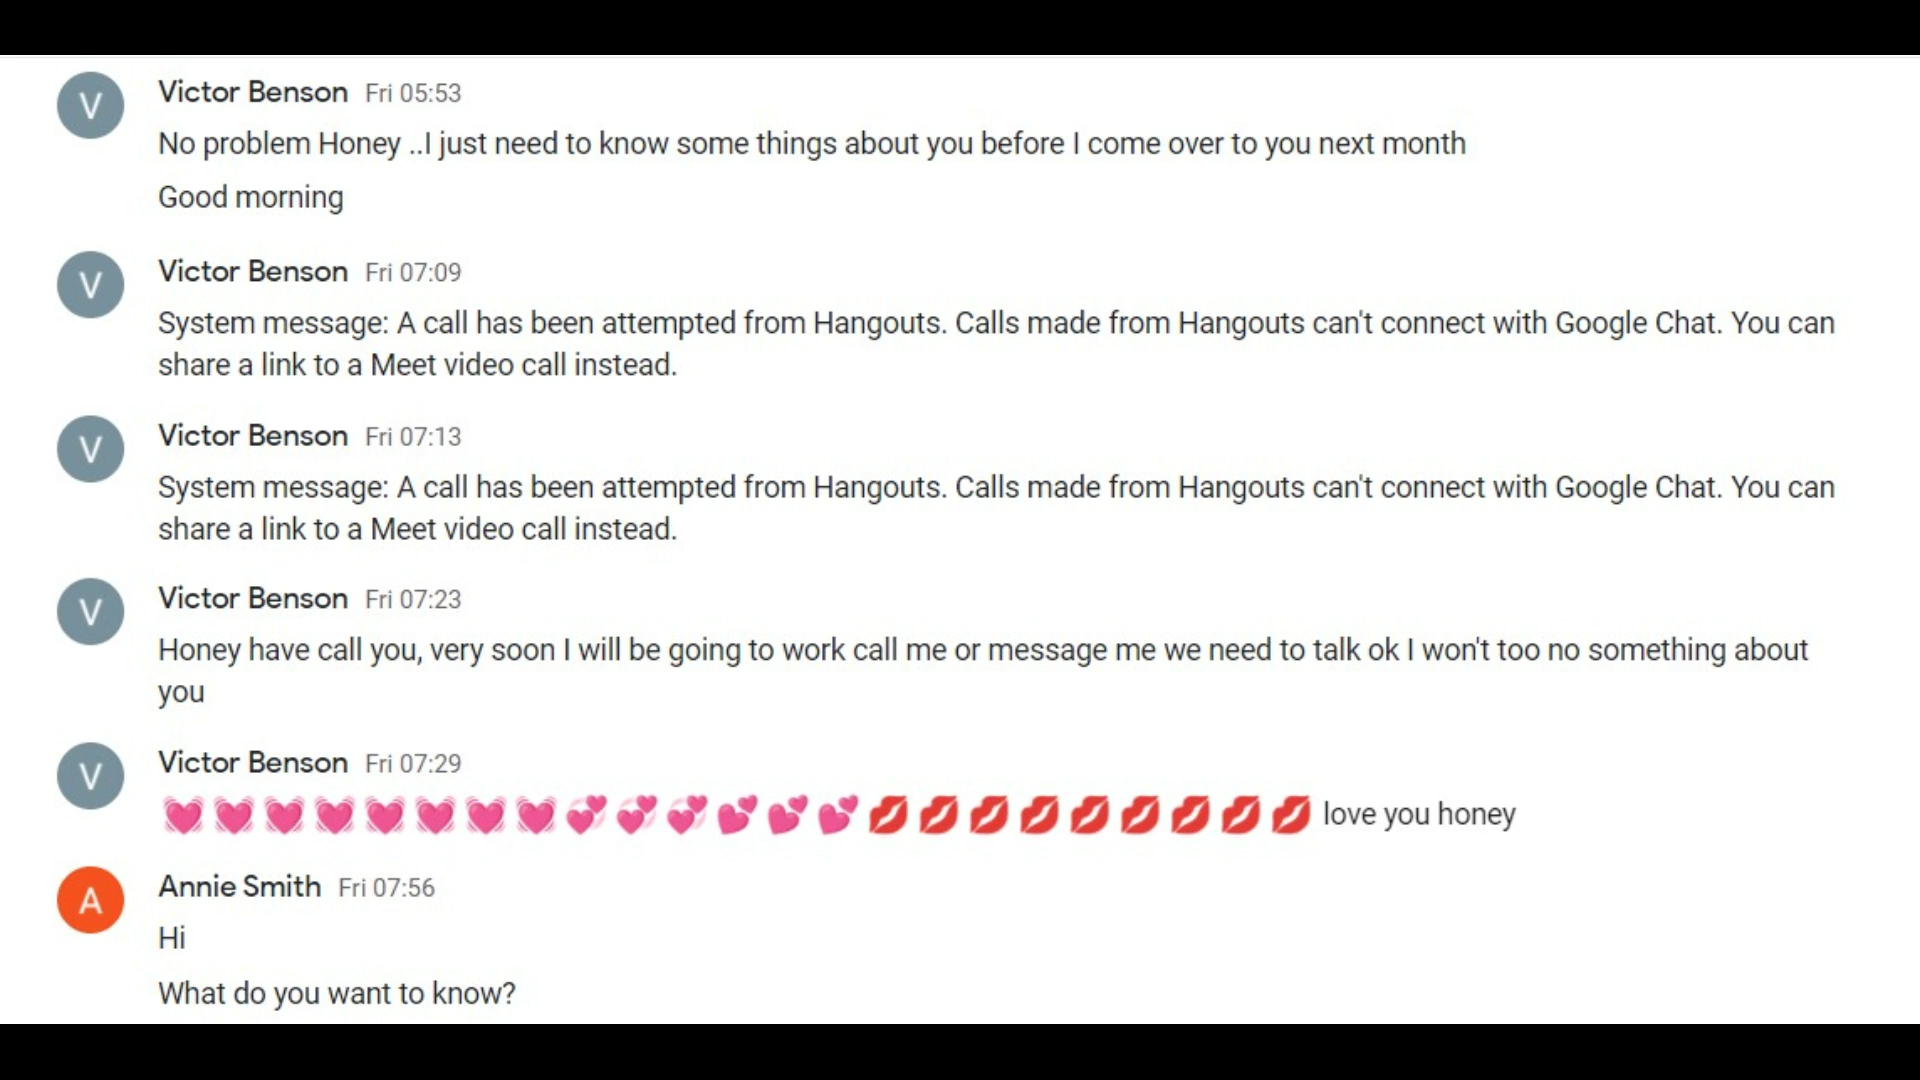 V
Victor Benson Fri 05:53
No problem Honey ..I just need to know some things about you before I come over to you next month
Good morning
V
Victor Benson Fri 07:09
System message: A call has been attempted from Hangouts. Calls made from Hangouts can't connect with Google Chat. You can
share a link to a Meet video call instead.
V
Victor Benson Fri 07:13
System message: A call has been attempted from Hangouts. Calls made from Hangouts can't connect with Google Chat. You can
share a link to a Meet video call instead.
V
Victor Benson Fri 07:23
Honey have call you, very soon I will be going to work call me or message me we need to talk ok I won't too no something about
you
V
Victor Benson Fri 07:29
💓💓💓💓💓💓💓💓💞💞💞💕💕💕💋💋💋💋💋💋💋💋💋 love you honey
A
Annie Smith Fri 07:56
Hi
What do you want to know?